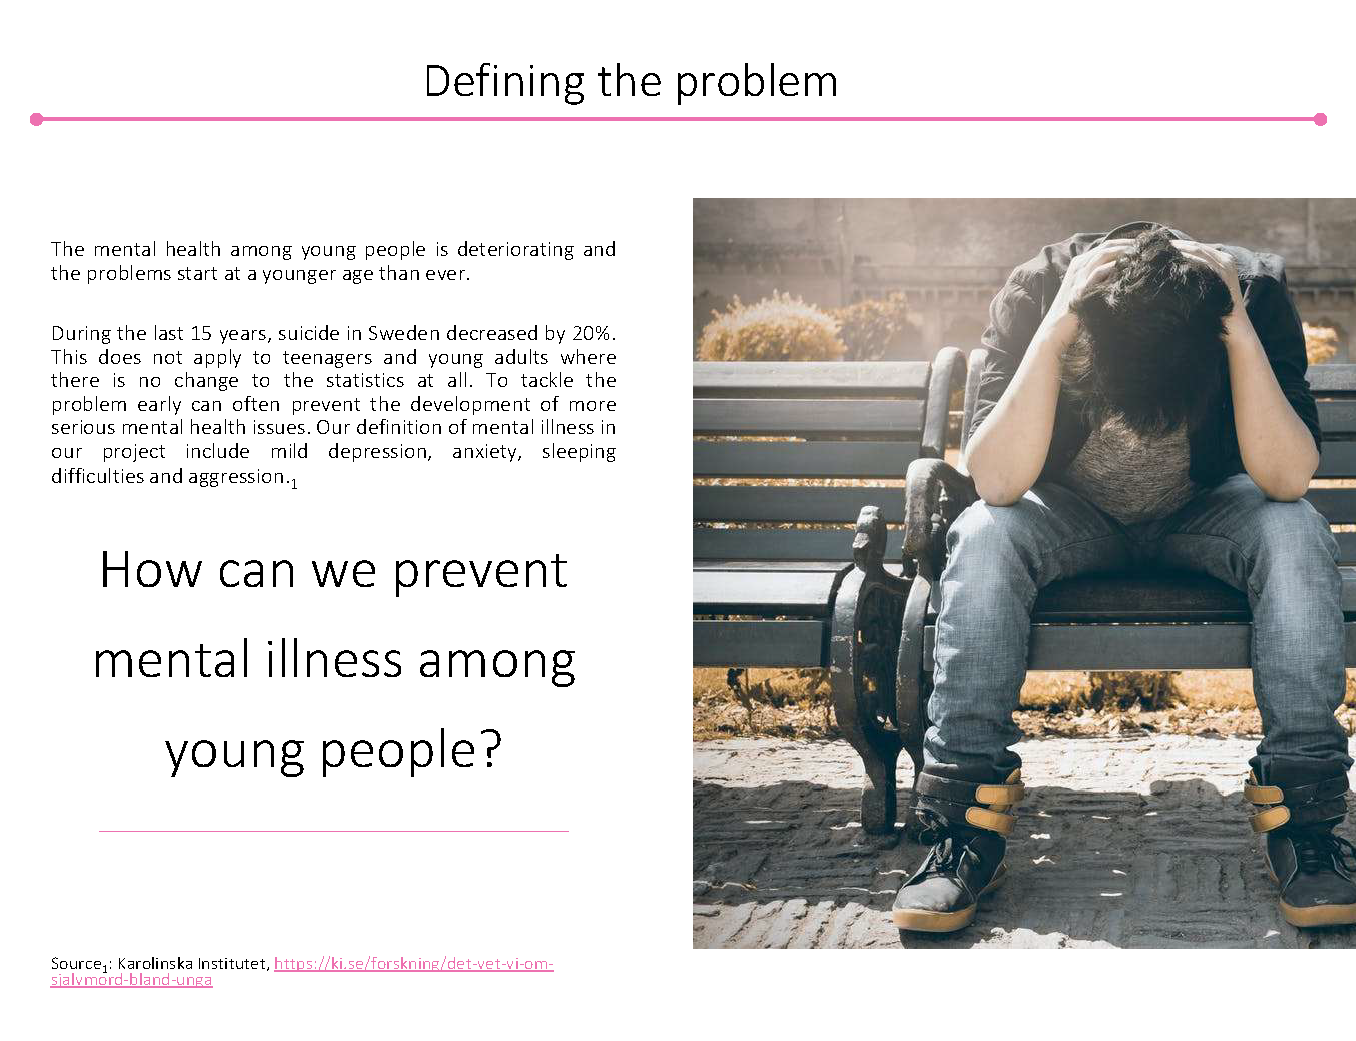 Defining the problem
The mental health among young people is deteriorating and
the problems start at a younger age than ever.
During the last 15 years, suicide in Sweden decreased by 20%.
This does not apply to teenagers and young adults where
there is no change to the statistics at all. To tackle the
problem early can often prevent the development of more
serious mental health issues. Our definition of mental illness in
our project include mild depression, anxiety, sleeping
difficulties and aggression.1
How can we prevent
mental illness among
young people?
Source1: Karolinska Institutet, https://ki.se/forskning/det-vet-vi-om-
sjalvmord-bland-unga